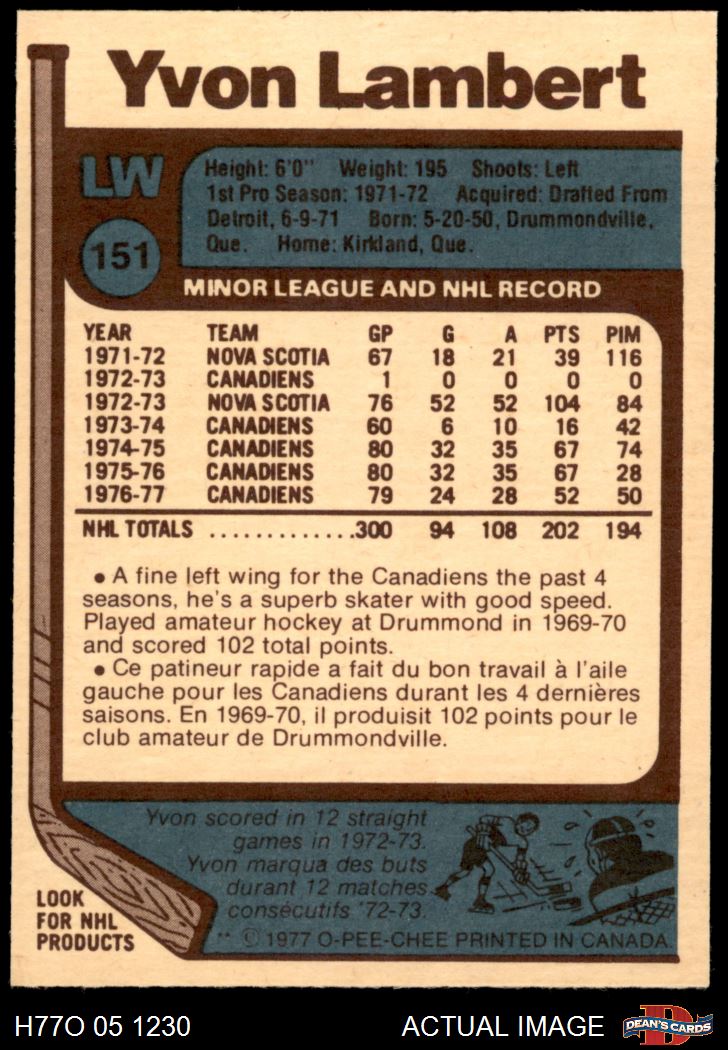 Yvon Lambert
LW
151
Height: 6'0" Weight: 195 Shoots: Left
1st Pro Season: 1971-72 Acquired: Drafted From
Detroit, 6-9-71 Born: 5-20-50, Drummondville,
Que. Home: Kirkland, Que.
MINOR LEAGUE AND NHL RECORD
YEAR TEAM GP G A PTS PIM
1971-72 NOVA SCOTIA 67 18 21 39 116
1972-73 CANADIENS 1 0 0 0 0
1972-73 NOVA SCOTIA 76 52 52 104 84
1973-74 CANADIENS 60 6 10 16 42
1974-75 CANADIENS 80 32 35 67 74
1975-76 CANADIENS 80 32 35 67 28
1976-77 CANADIENS 79 24 28 52 50
NHL TOTALS .............300 94 108 202 194
• A fine left wing for the Canadiens the past 4
seasons, he's a superb skater with good speed.
Played amateur hockey at Drummond in 1969-70
and scored 102 total points.
• Ce patineur rapide a fait du bon travail à l'aile
gauche pour les Canadiens durant les 4 dernières
saisons. En 1969-70, il produisit 102 points pour le
club amateur de Drummondville.
Yvon scored in 12 straight
games in 1972-73.
Yvon marqua des buts
durant 12 matches
consécutifs '72-73.
LOOK
FOR NHL
PRODUCTS
** © 1977 O-PEE-CHEE PRINTED IN CANADA.
H77O 05 1230 ACTUAL IMAGE
D
DEAN'S CARDS